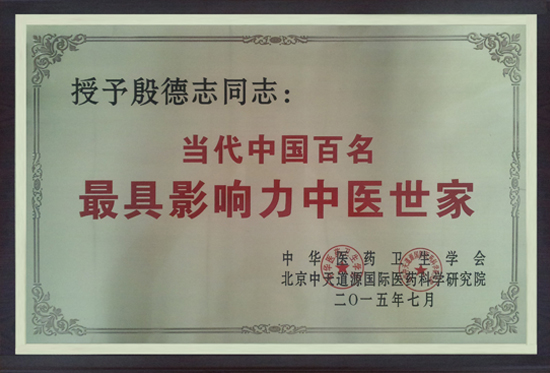 授予殷德志同志：
当代中国百名
最具影响力中医世家
中华医药卫生学会
北京中天道源国际医药科学研究院
二〇一五年七月